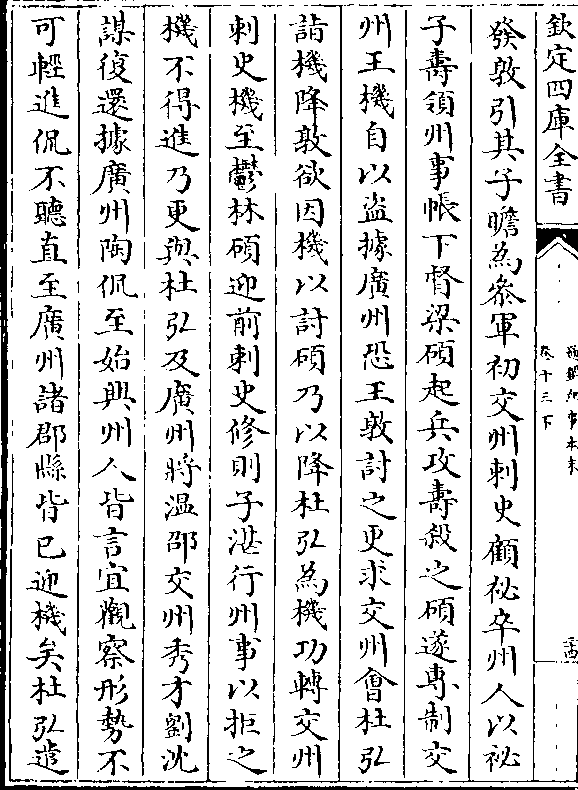 欽定四庫全書
通鑑紀事本末
卷十三下
發敦引其子瞻為叅軍初交州刺史顧祕卒州人以祕
子壽領州事帳下督梁碩起兵攻壽殺之碩遂專制交
州王機自以盜據廣州恐王敦討之更求交州會杜弘
詣機降敦欲因機以討碩乃以降杜弘為機功轉交州
刺史機至鬱林碩迎前刺史修則子湛行州事以拒之
機不得進乃更與杜弘及廣州將温邵交州秀才劉沈
謀復還據廣州陶侃至始興州人皆言宜觀察形勢不
可輕進侃不聽直至廣州諸郡縣皆已迎機矣杜弘遣